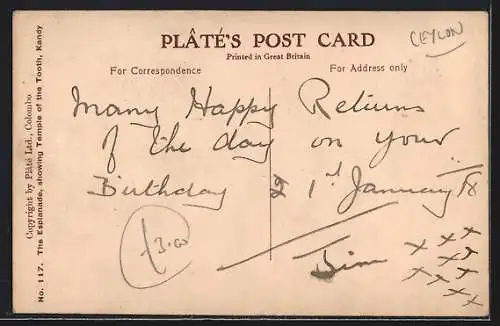 PLÂTÉ'S POST CARD
Printed in Great Britain
CEYLON
For Correspondence
For Address only
Many Happy Returns
of the day on your
Birthday 1st January
Jim x x x
x x x
x x x x
3.00
Copyright by Plâté Ltd., Colombo
No. 117. The Esplanade, showing Temple of the Tooth, Kandy